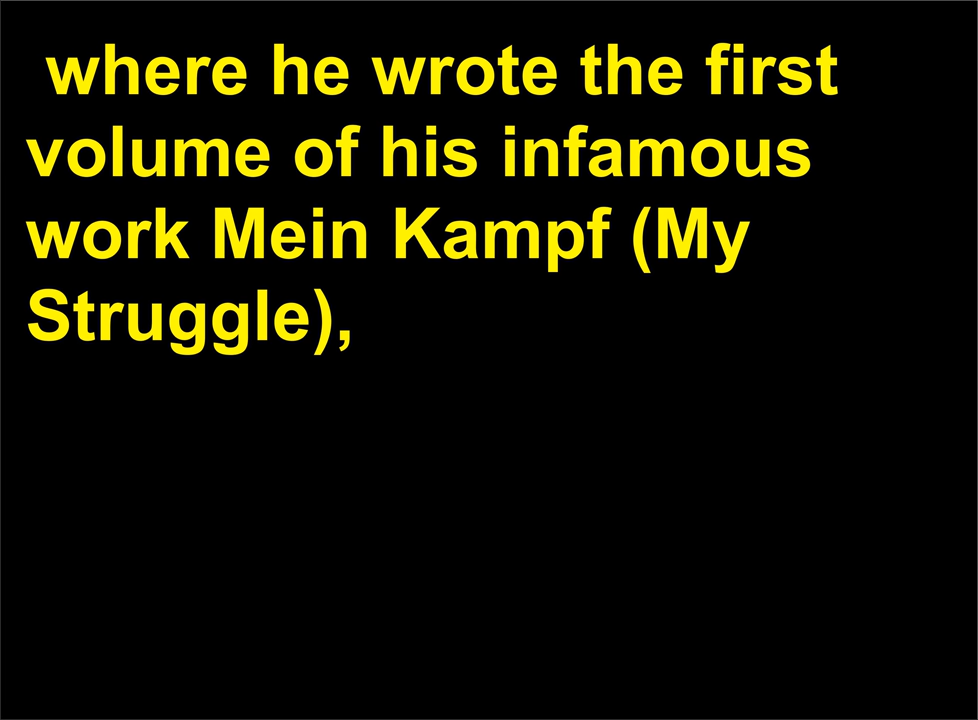 where he wrote the first
volume of his infamous
work Mein Kampf (My
Struggle),